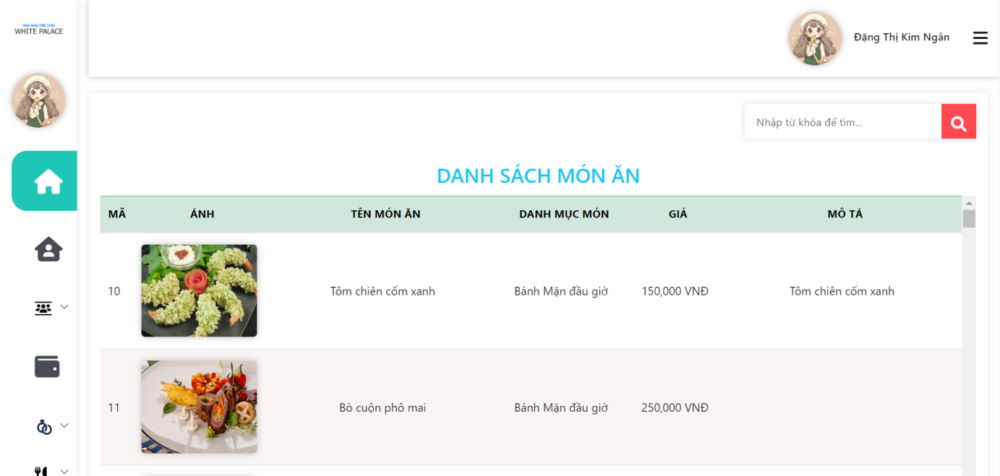 NHÀ HÀNG TIỆC CƯỚI
WHITE PALACE
Đặng Thị Kim Ngân
Nhập từ khóa để tìm...
DANH SÁCH MÓN ĂN
MÃ ẢNH TÊN MÓN ĂN DANH MỤC MÓN GIÁ MÔ TẢ
10 Tôm chiên cốm xanh Bánh Mặn đầu giờ 150,000 VNĐ Tôm chiên cốm xanh
11 Bò cuộn phô mai Bánh Mặn đầu giờ 250,000 VNĐ